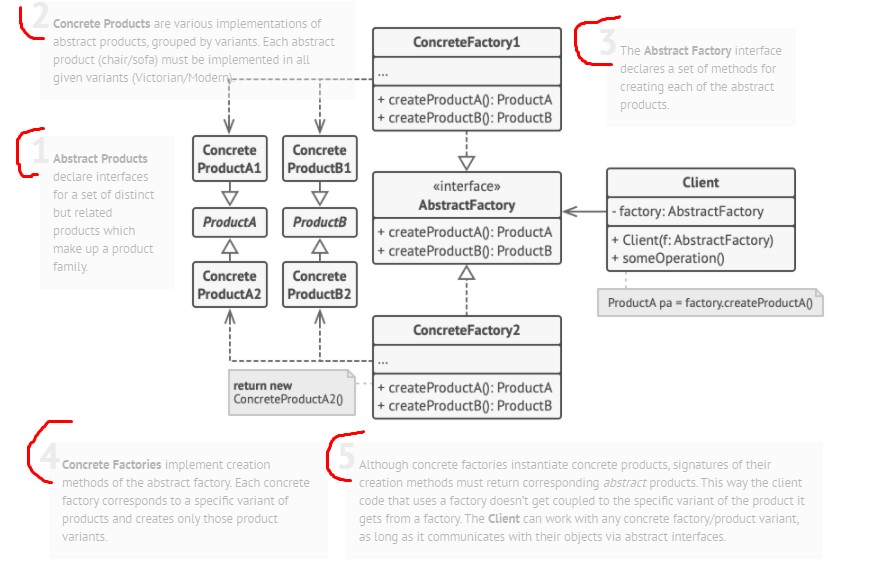 2
Concrete Products are various implementations of
abstract products, grouped by variants. Each abstract
product (chair/sofa) must be implemented in all
given variants (Victorian/Modern).
ConcreteFactory1
...
+ createProductA(): ProductA
+ createProductB(): ProductB
3
The Abstract Factory interface
declares a set of methods for
creating each of the abstract
products.
1
Abstract Products
declare interfaces
for a set of distinct
but related
products which
make up a product
family.
Concrete
ProductA1
Concrete
ProductB1
ProductA
ProductB
Concrete
ProductA2
Concrete
ProductB2
«interface»
AbstractFactory
+ createProductA(): ProductA
+ createProductB(): ProductB
Client
- factory: AbstractFactory
+ Client(f: AbstractFactory)
+ someOperation()
ProductA pa = factory.createProductA()
ConcreteFactory2
...
+ createProductA(): ProductA
+ createProductB(): ProductB
return new
ConcreteProductA2()
4
Concrete Factories implement creation
methods of the abstract factory. Each concrete
factory corresponds to a specific variant of
products and creates only those product
variants.
5
Although concrete factories instantiate concrete products, signatures of their
creation methods must return corresponding abstract products. This way the client
code that uses a factory doesn't get coupled to the specific variant of the product it
gets from a factory. The Client can work with any concrete factory/product variant,
as long as it communicates with their objects via abstract interfaces.